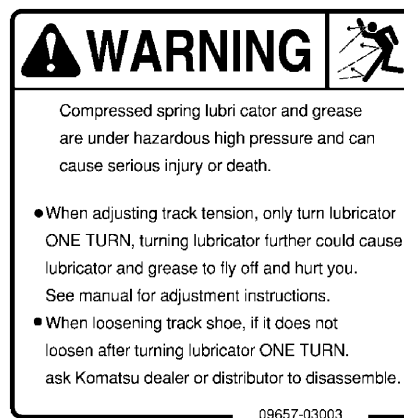 WARNING
Compressed spring lubri cator and grease
are under hazardous high pressure and can
cause serious injury or death.
●When adjusting track tension, only turn lubricator
ONE TURN, turning lubricator further could cause
lubricator and grease to fly off and hurt you.
See manual for adjustment instructions.
●When loosening track shoe, if it does not
loosen after turning lubricator ONE TURN.
ask Komatsu dealer or distributor to disassemble.
09657-03003